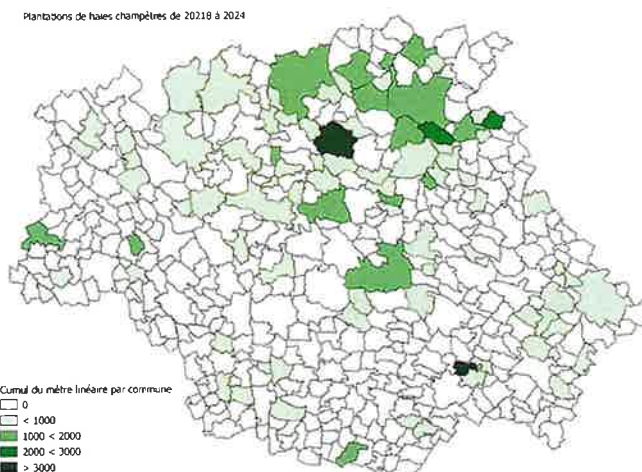 Plantations de haies champêtres de 20218 à 2024
Cumul du mètre linéaire par commune
0
< 1000
1000 < 2000
2000 < 3000
> 3000